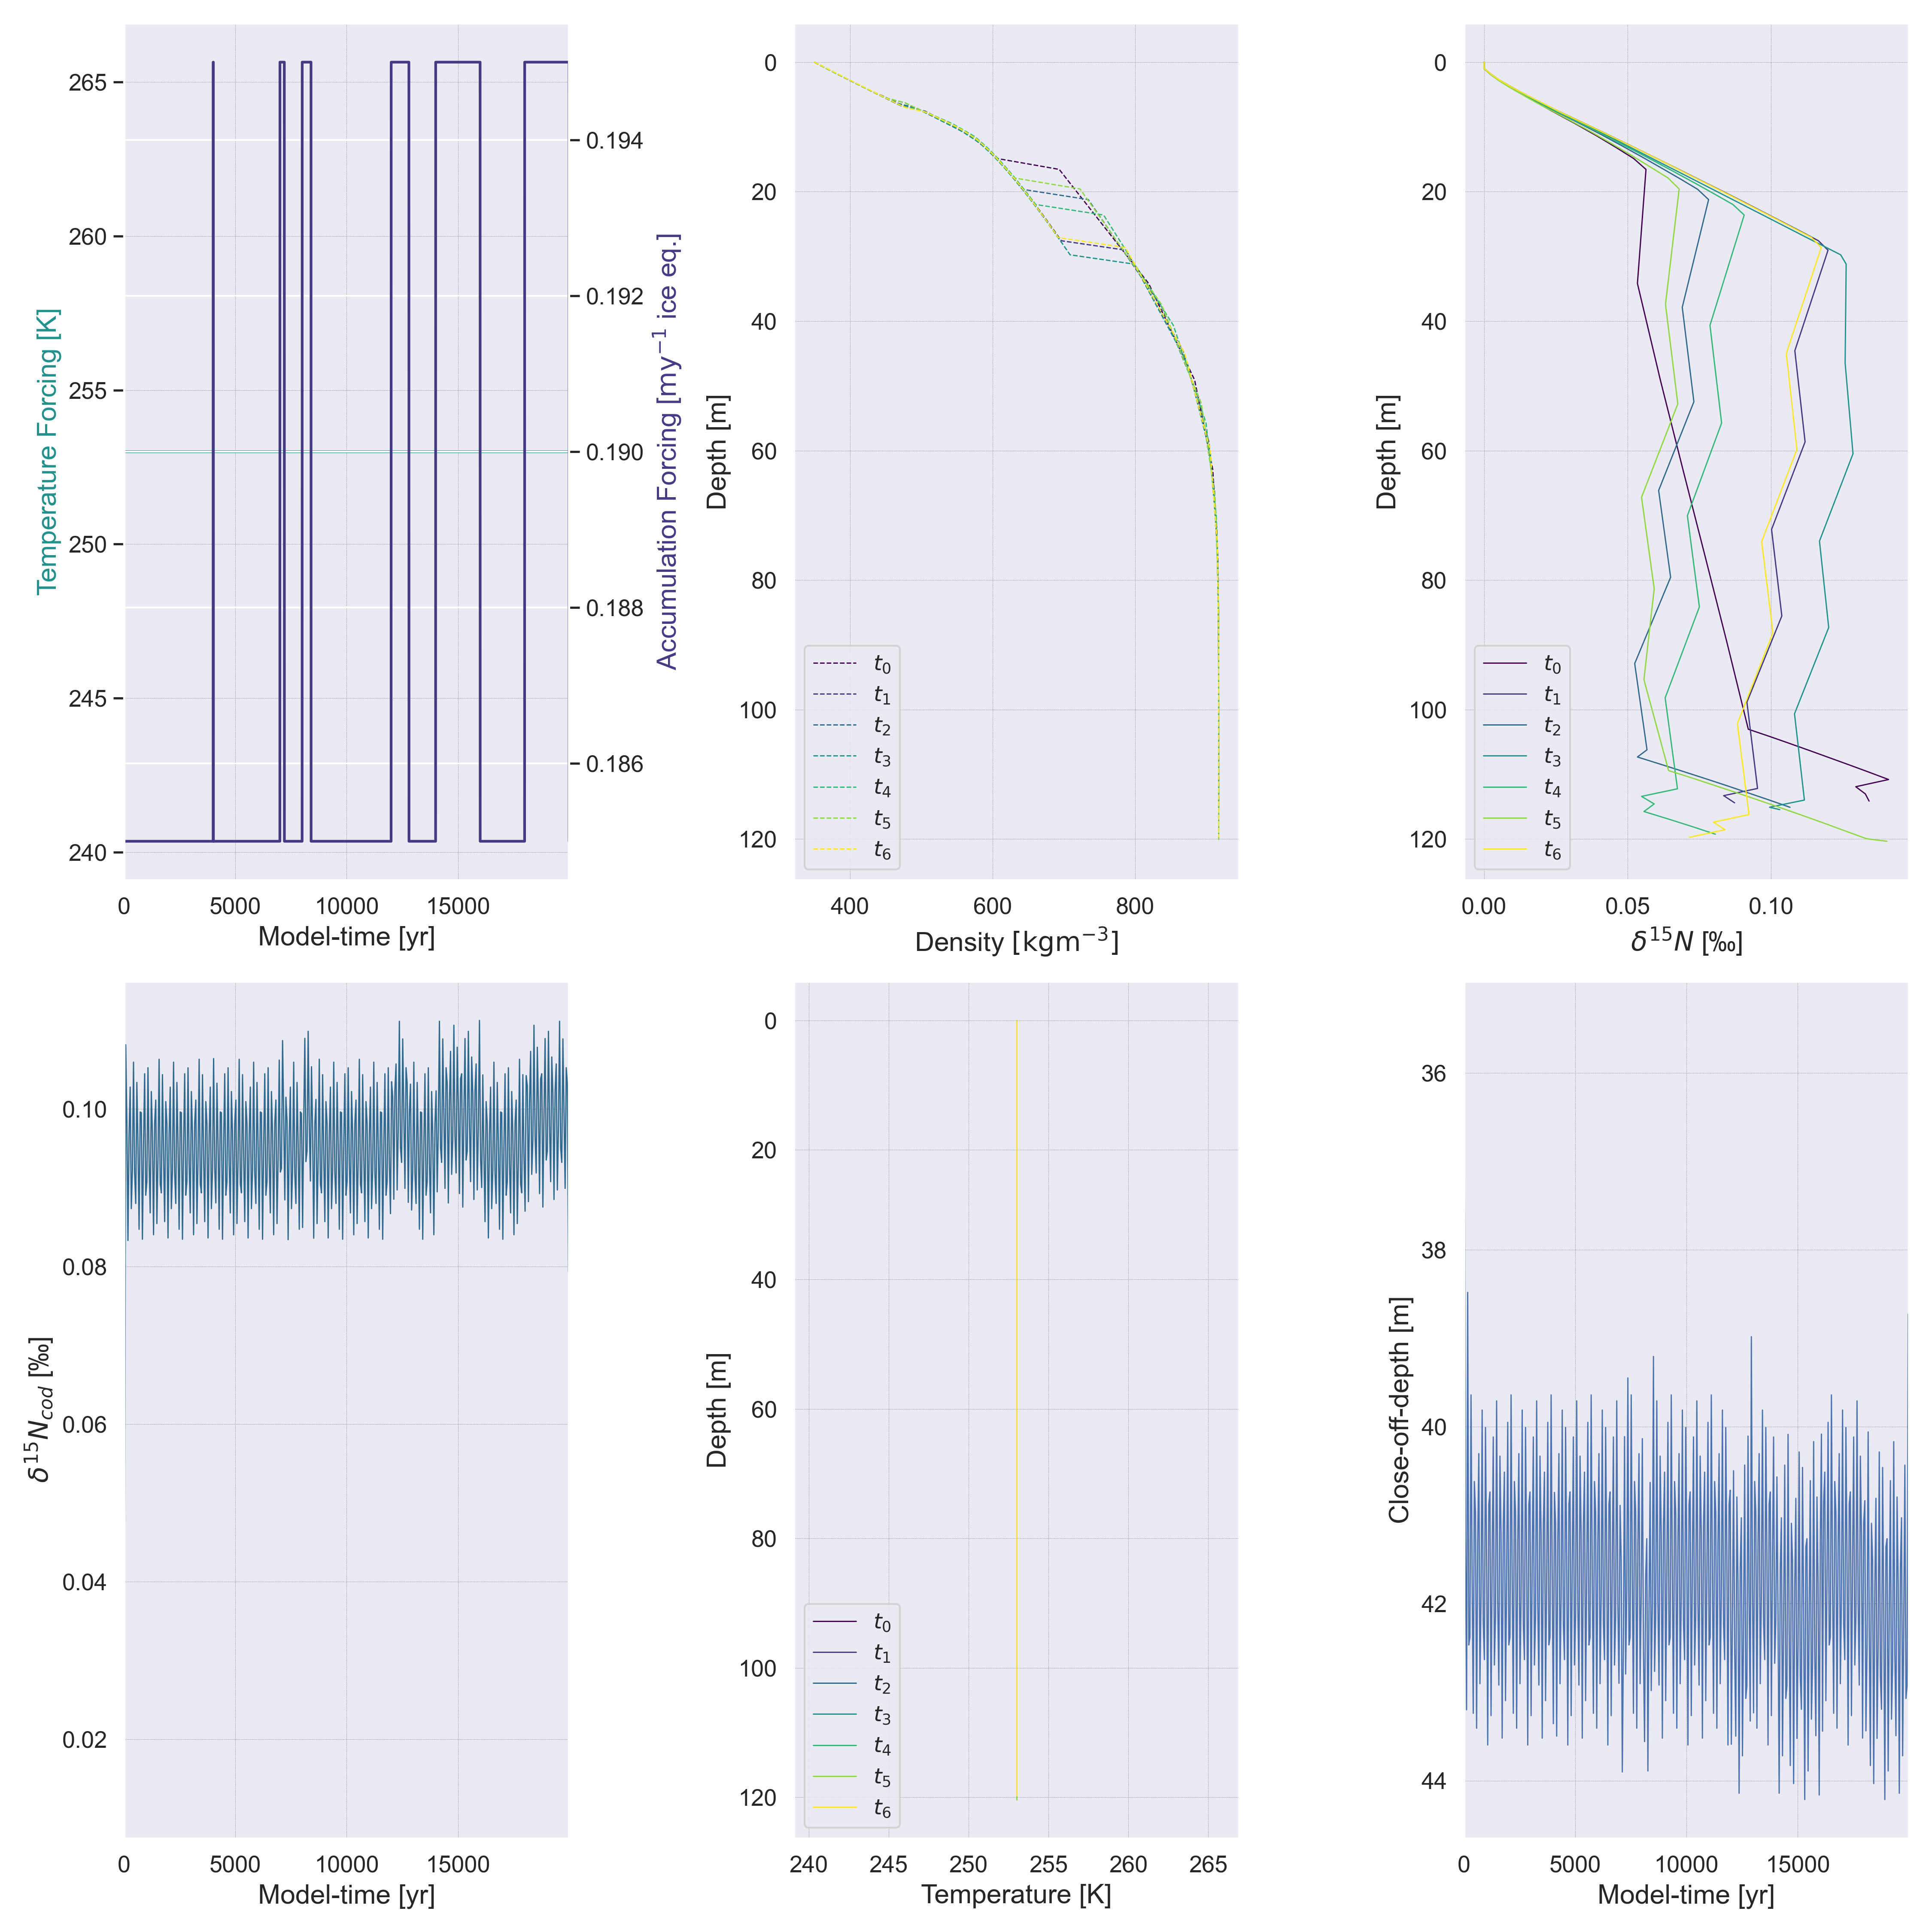 265
260
255
250
245
240
Temperature Forcing [K]
0.194
0.192
0.190
0.188
0.186
Accumulation Forcing [my⁻¹ ice eq.]
0 5000 10000 15000
Model-time [yr]
0
20
40
60
80
100
120
Depth [m]
t₀
t₁
t₂
t₃
t₄
t₅
t₆
400 600 800
Density [kgm⁻³]
0
20
40
60
80
100
120
Depth [m]
t₀
t₁
t₂
t₃
t₄
t₅
t₆
0.00 0.05 0.10
δ¹⁵N [‰]
0.10
0.08
0.06
0.04
0.02
δ¹⁵N_cod [‰]
0 5000 10000 15000
Model-time [yr]
0
20
40
60
80
100
120
Depth [m]
t₀
t₁
t₂
t₃
t₄
t₅
t₆
240 245 250 255 260 265
Temperature [K]
36
38
40
42
44
Close-off-depth [m]
0 5000 10000 15000
Model-time [yr]